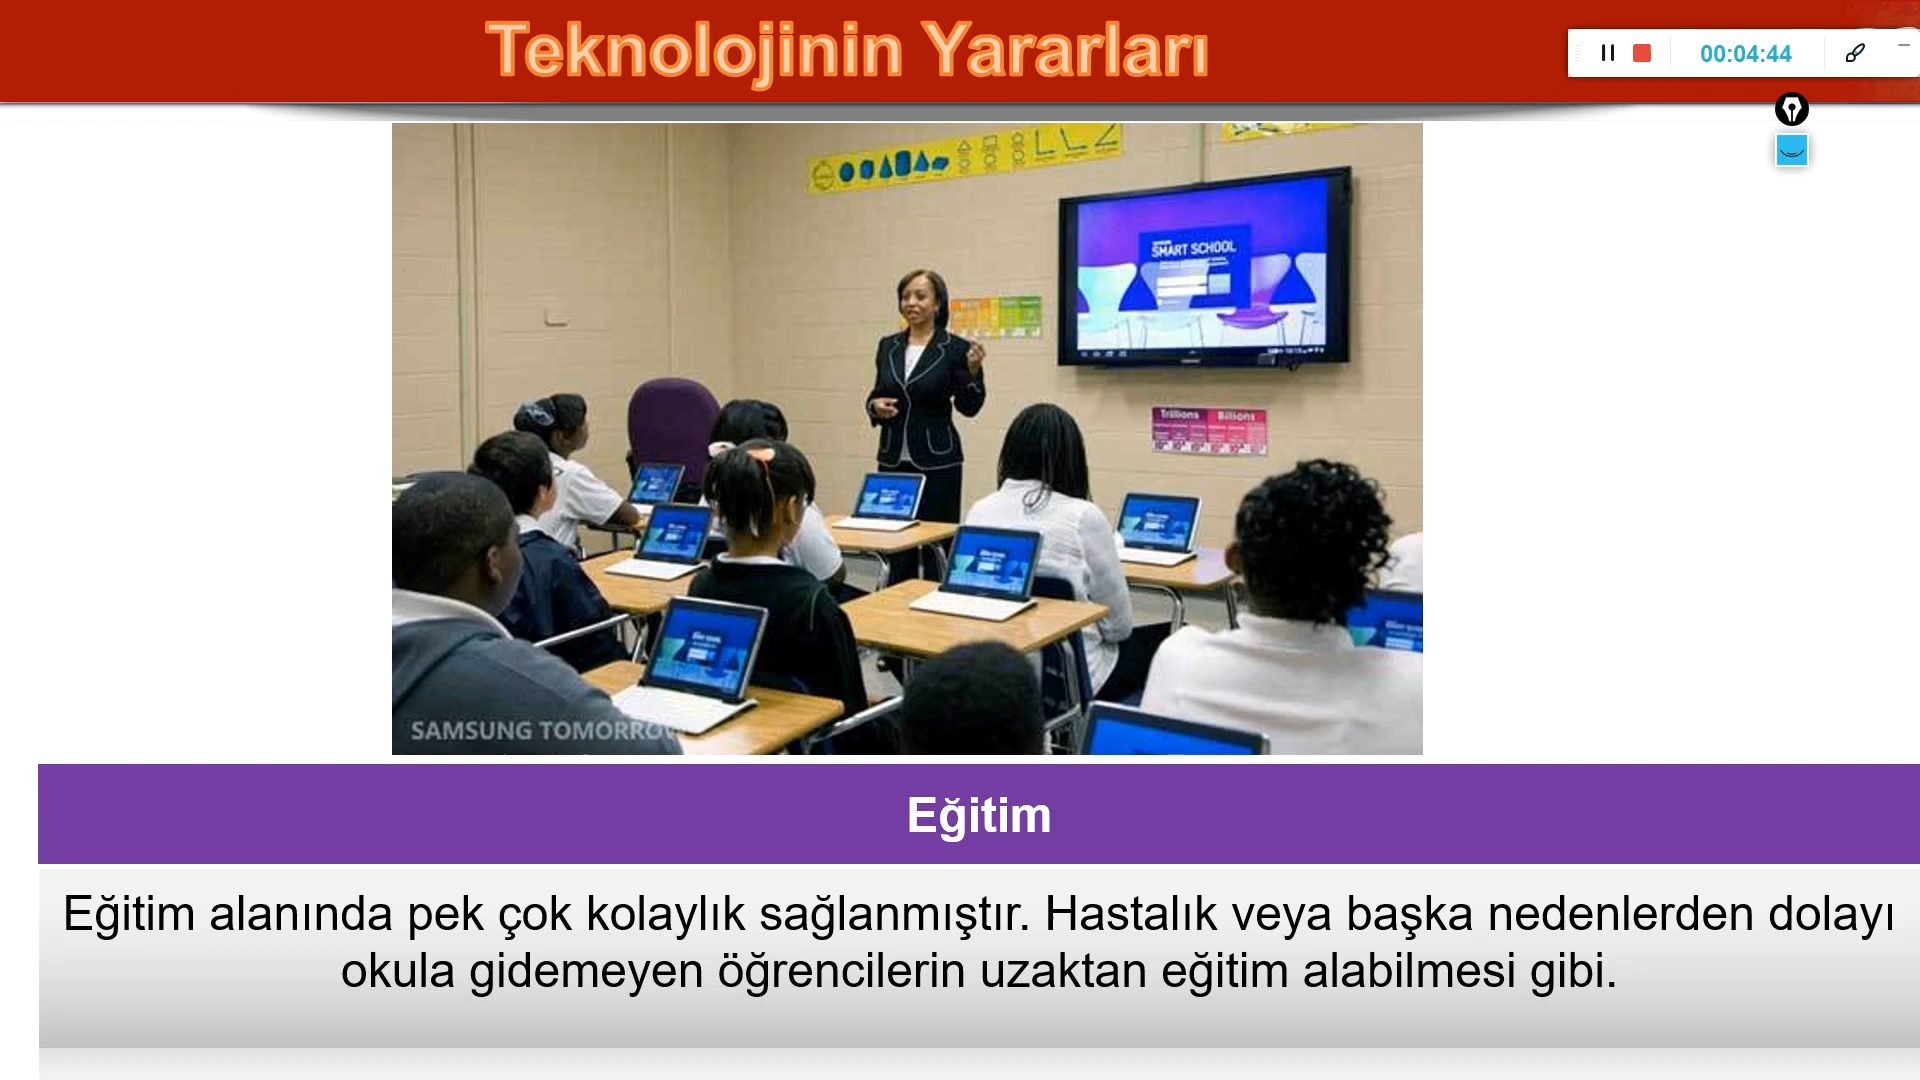 Teknolojinin Yararları
00:04:44
SMART SCHOOL
Trillions Billions
SAMSUNG TOMORROW
Eğitim
Eğitim alanında pek çok kolaylık sağlanmıştır. Hastalık veya başka nedenlerden dolayı
okula gidemeyen öğrencilerin uzaktan eğitim alabilmesi gibi.